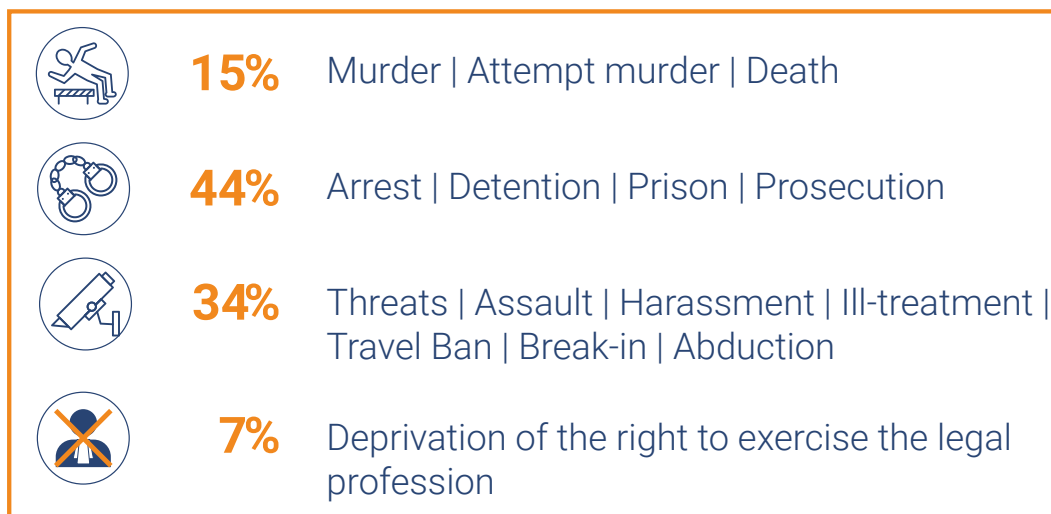 15% Murder | Attempt murder | Death
44% Arrest | Detention | Prison | Prosecution
34% Threats | Assault | Harassment | Ill-treatment |
Travel Ban | Break-in | Abduction
7% Deprivation of the right to exercise the legal
profession